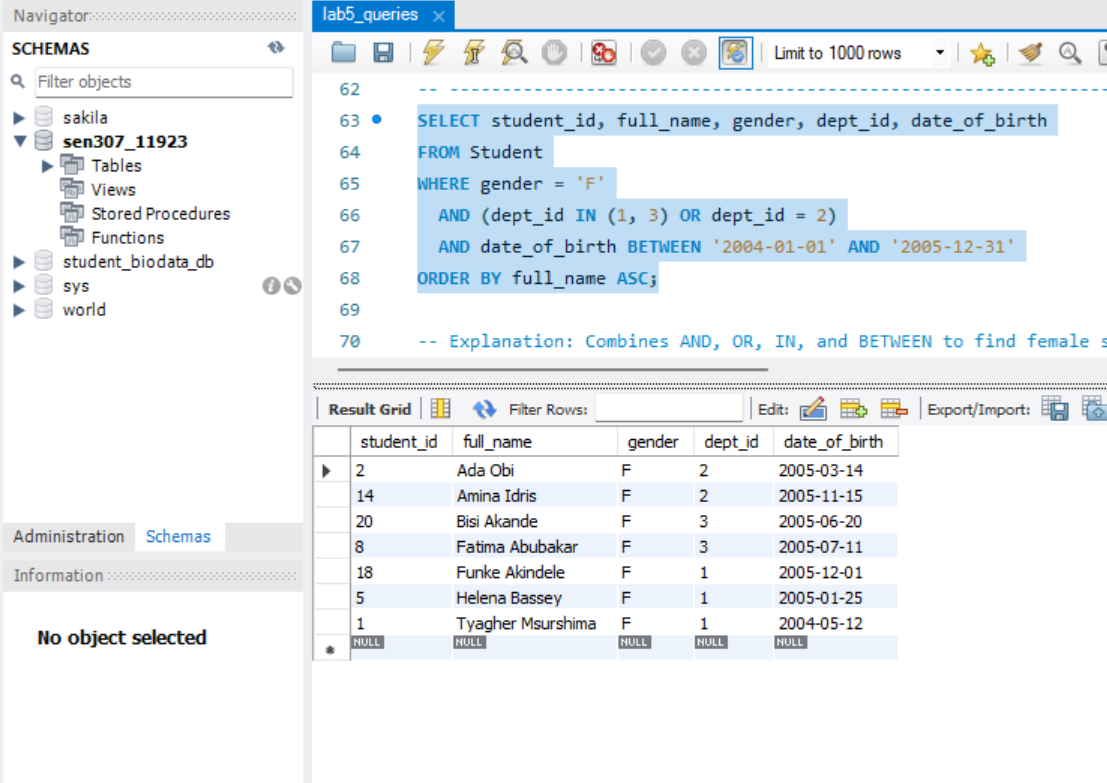 Navigator
SCHEMAS
Filter objects
sakila
sen307_11923
Tables
Views
Stored Procedures
Functions
student_biodata_db
sys
world
Administration Schemas
Information
No object selected
lab5_queries
Limit to 1000 rows
62 -- ----------------------------------------------------------------
63 SELECT student_id, full_name, gender, dept_id, date_of_birth
64 FROM Student
65 WHERE gender = 'F'
66 AND (dept_id IN (1, 3) OR dept_id = 2)
67 AND date_of_birth BETWEEN '2004-01-01' AND '2005-12-31'
68 ORDER BY full_name ASC;
69
70 -- Explanation: Combines AND, OR, IN, and BETWEEN to find female s
Result Grid Filter Rows: Edit: Export/Import:
student_id full_name gender dept_id date_of_birth
2 Ada Obi F 2 2005-03-14
14 Amina Idris F 2 2005-11-15
20 Bisi Akande F 3 2005-06-20
8 Fatima Abubakar F 3 2005-07-11
18 Funke Akindele F 1 2005-12-01
5 Helena Bassey F 1 2005-01-25
1 Tyagher Msurshima F 1 2004-05-12
NULL NULL NULL NULL NULL